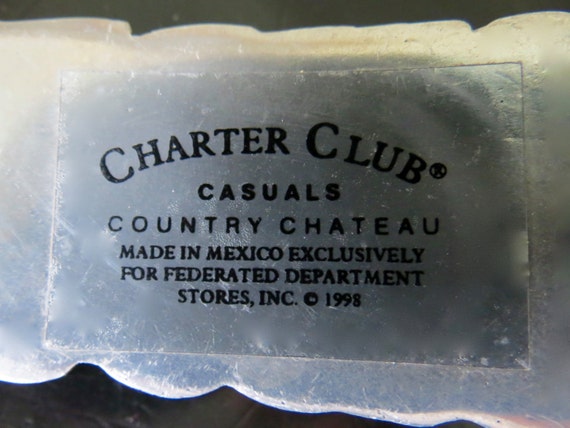 CHARTER CLUB®
CASUALS
COUNTRY CHATEAU
MADE IN MEXICO EXCLUSIVELY
FOR FEDERATED DEPARTMENT
STORES, INC. © 1998